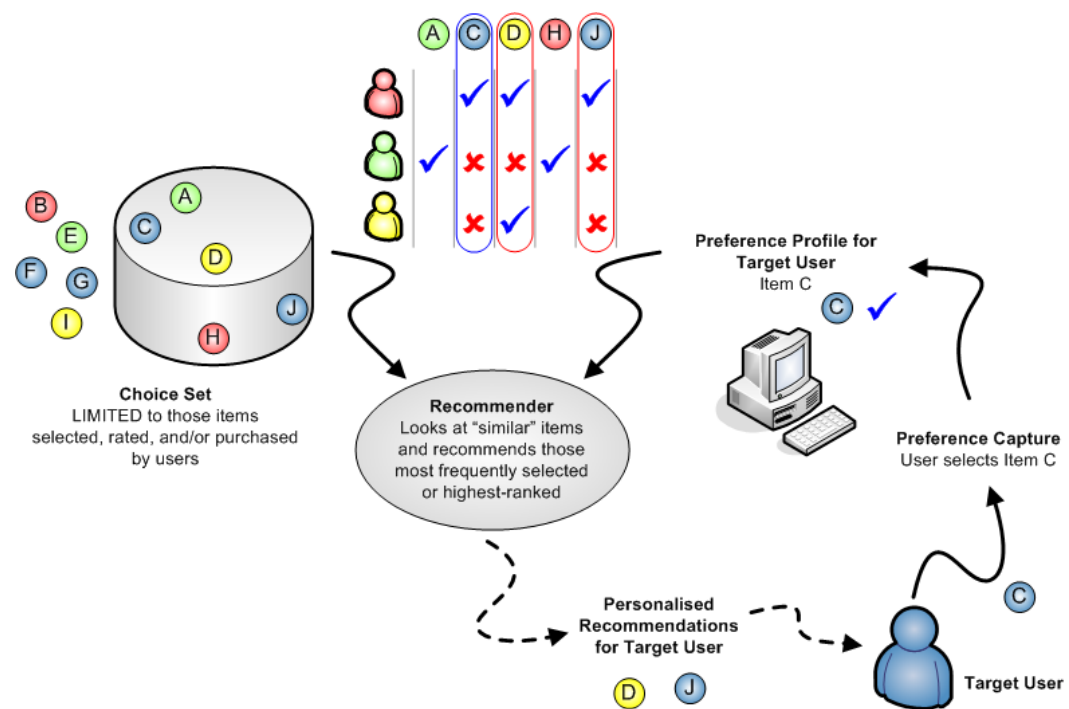 A
C
D
H
J
B
E
F
G
I
A
C
D
J
H
Choice Set
LIMITED to those items
selected, rated, and/or purchased
by users
Recommender
Looks at “similar” items
and recommends those
most frequently selected
or highest-ranked
Preference Profile for
Target User
Item C
C
Preference Capture
User selects Item C
C
Personalised
Recommendations
for Target User
D
J
Target User